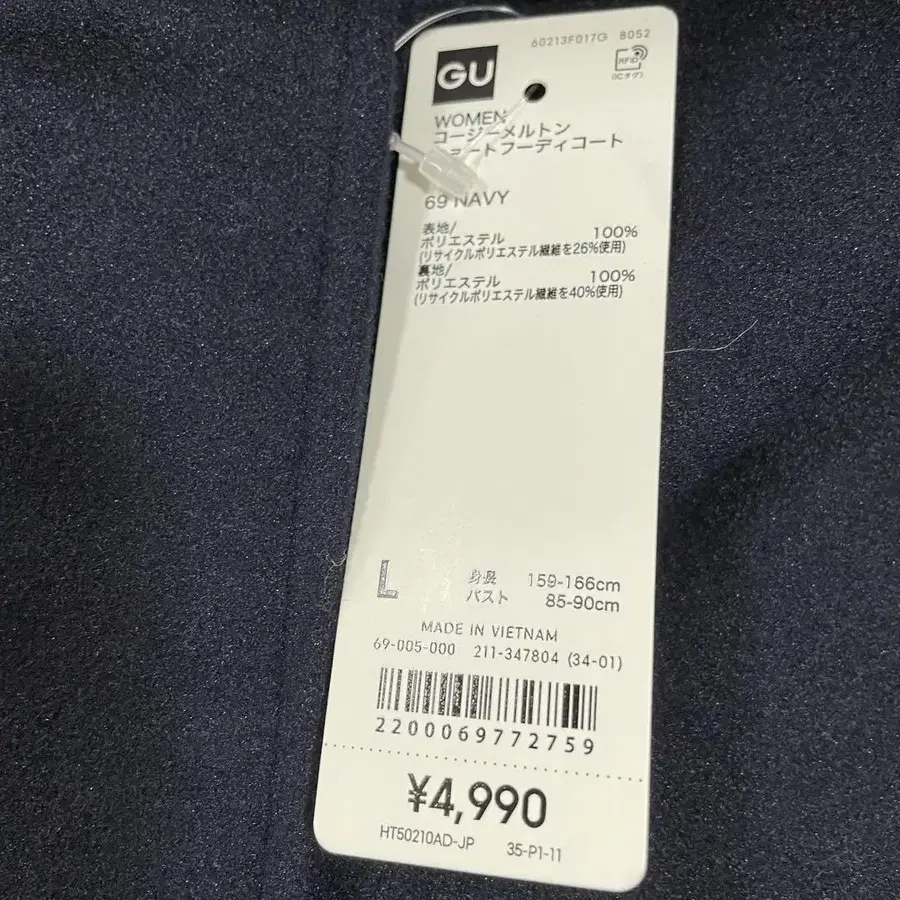 60213F017G 8052
GU
RFID
(ICタグ)
WOMEN
コージーメルトン
ートフーディコート
69 NAVY
表地/
ポリエステル 100%
(リサイクルポリエステル繊維を26%使用)
裏地/
ポリエステル 100%
(リサイクルポリエステル繊維を40%使用)
L 身長 159-166cm
バスト 85-90cm
MADE IN VIETNAM
69-005-000 211-347804 (34-01)
2200069772759
¥4,990
HT50210AD-JP 35-P1-11